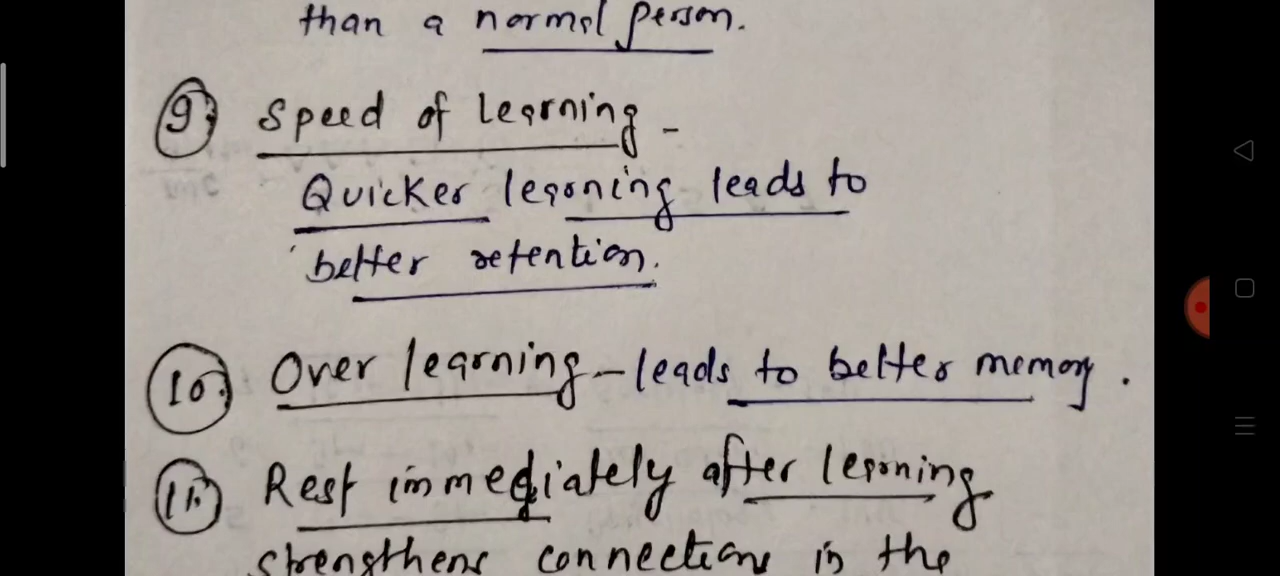 than a normal person.
9. Speed of learning -
Quicker learning leads to
better retention.
10. Over learning - leads to better memory.
11. Rest immediately after learning
strengthens connections in the